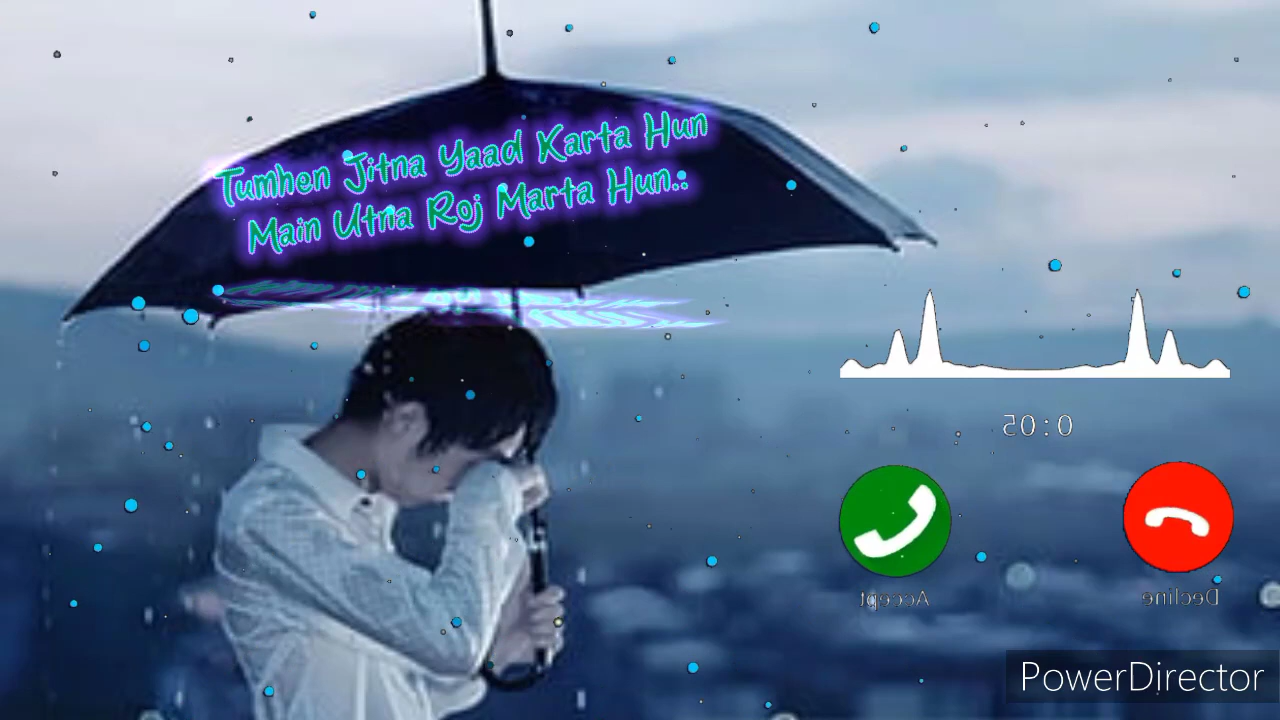 Tumhen Jitna Yaad Karta Hun
Main Utna Roj Marta Hun.:
0:05
Accept
Decline
PowerDirector